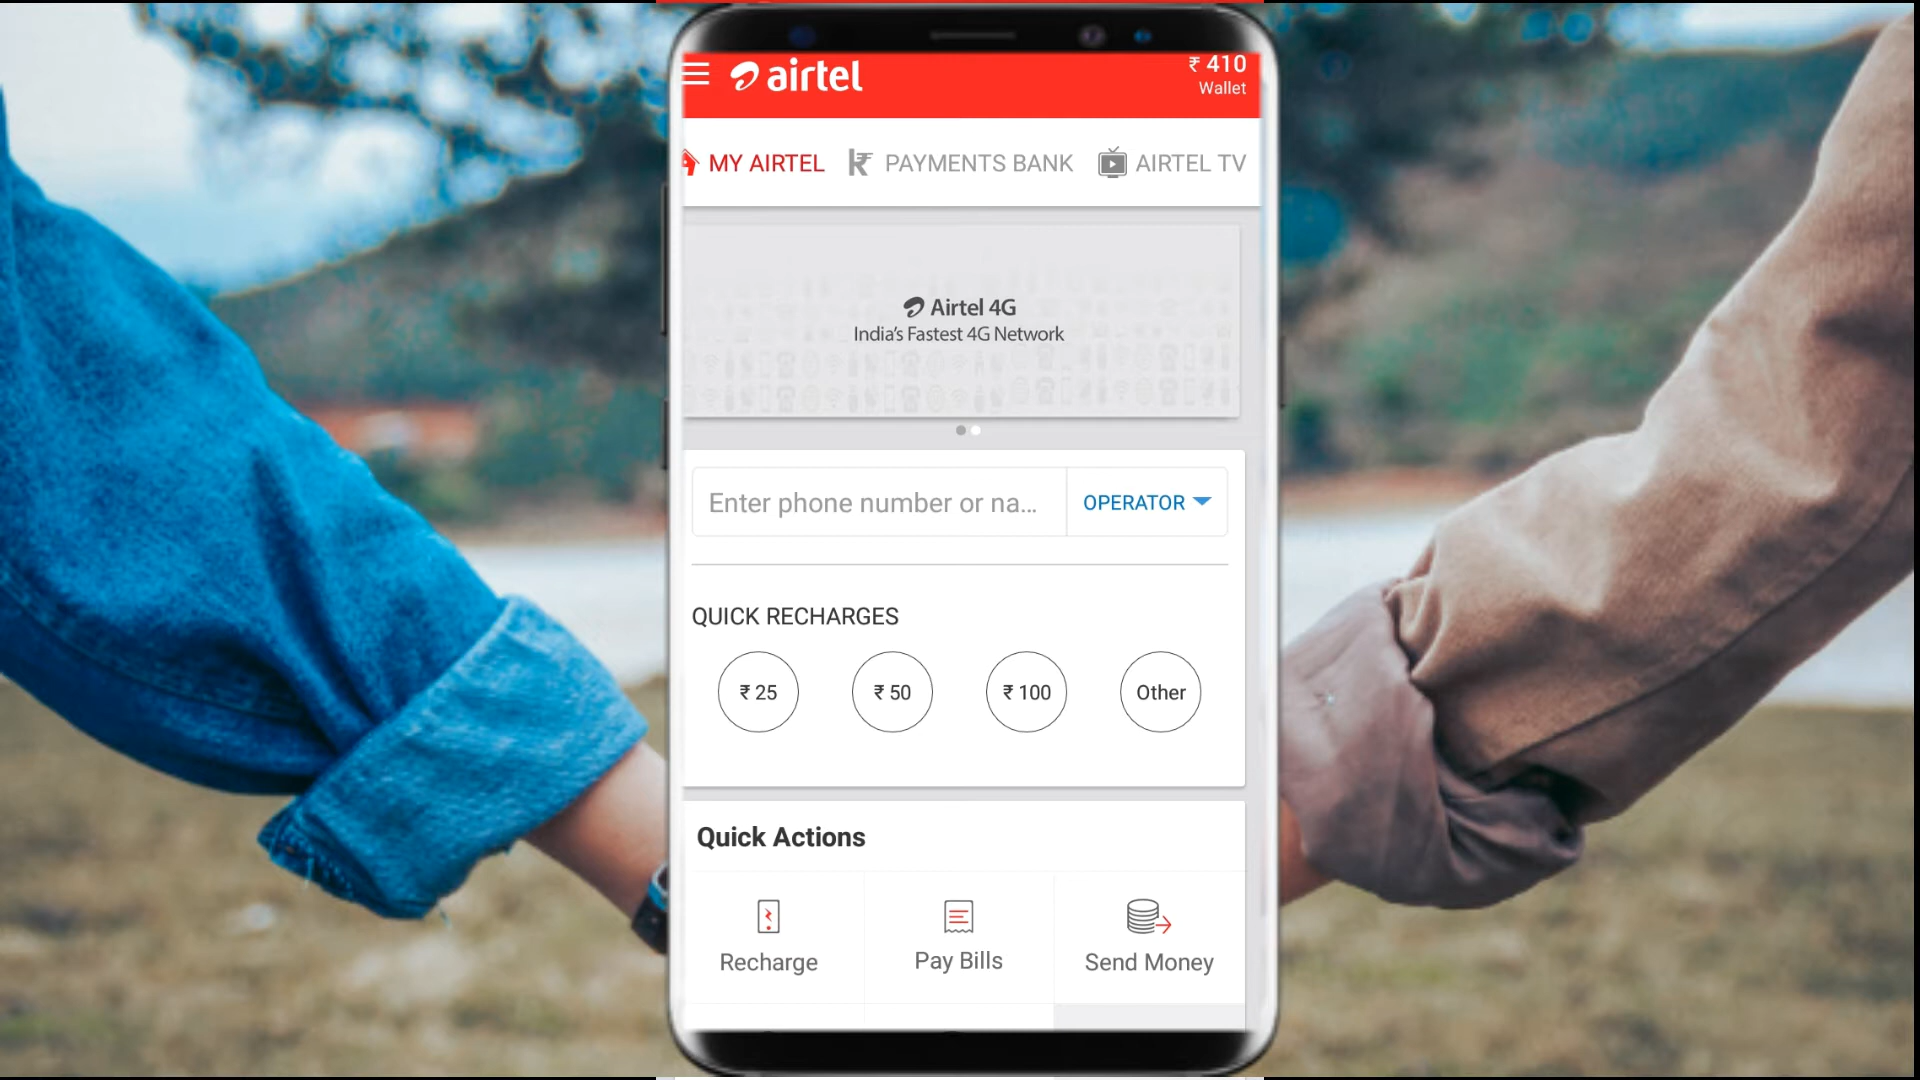 airtel
₹ 410
Wallet
MY AIRTEL
PAYMENTS BANK
AIRTEL TV
Airtel 4G
India's Fastest 4G Network
Enter phone number or na...
OPERATOR
QUICK RECHARGES
₹ 25
₹ 50
₹ 100
Other
Quick Actions
Recharge
Pay Bills
Send Money